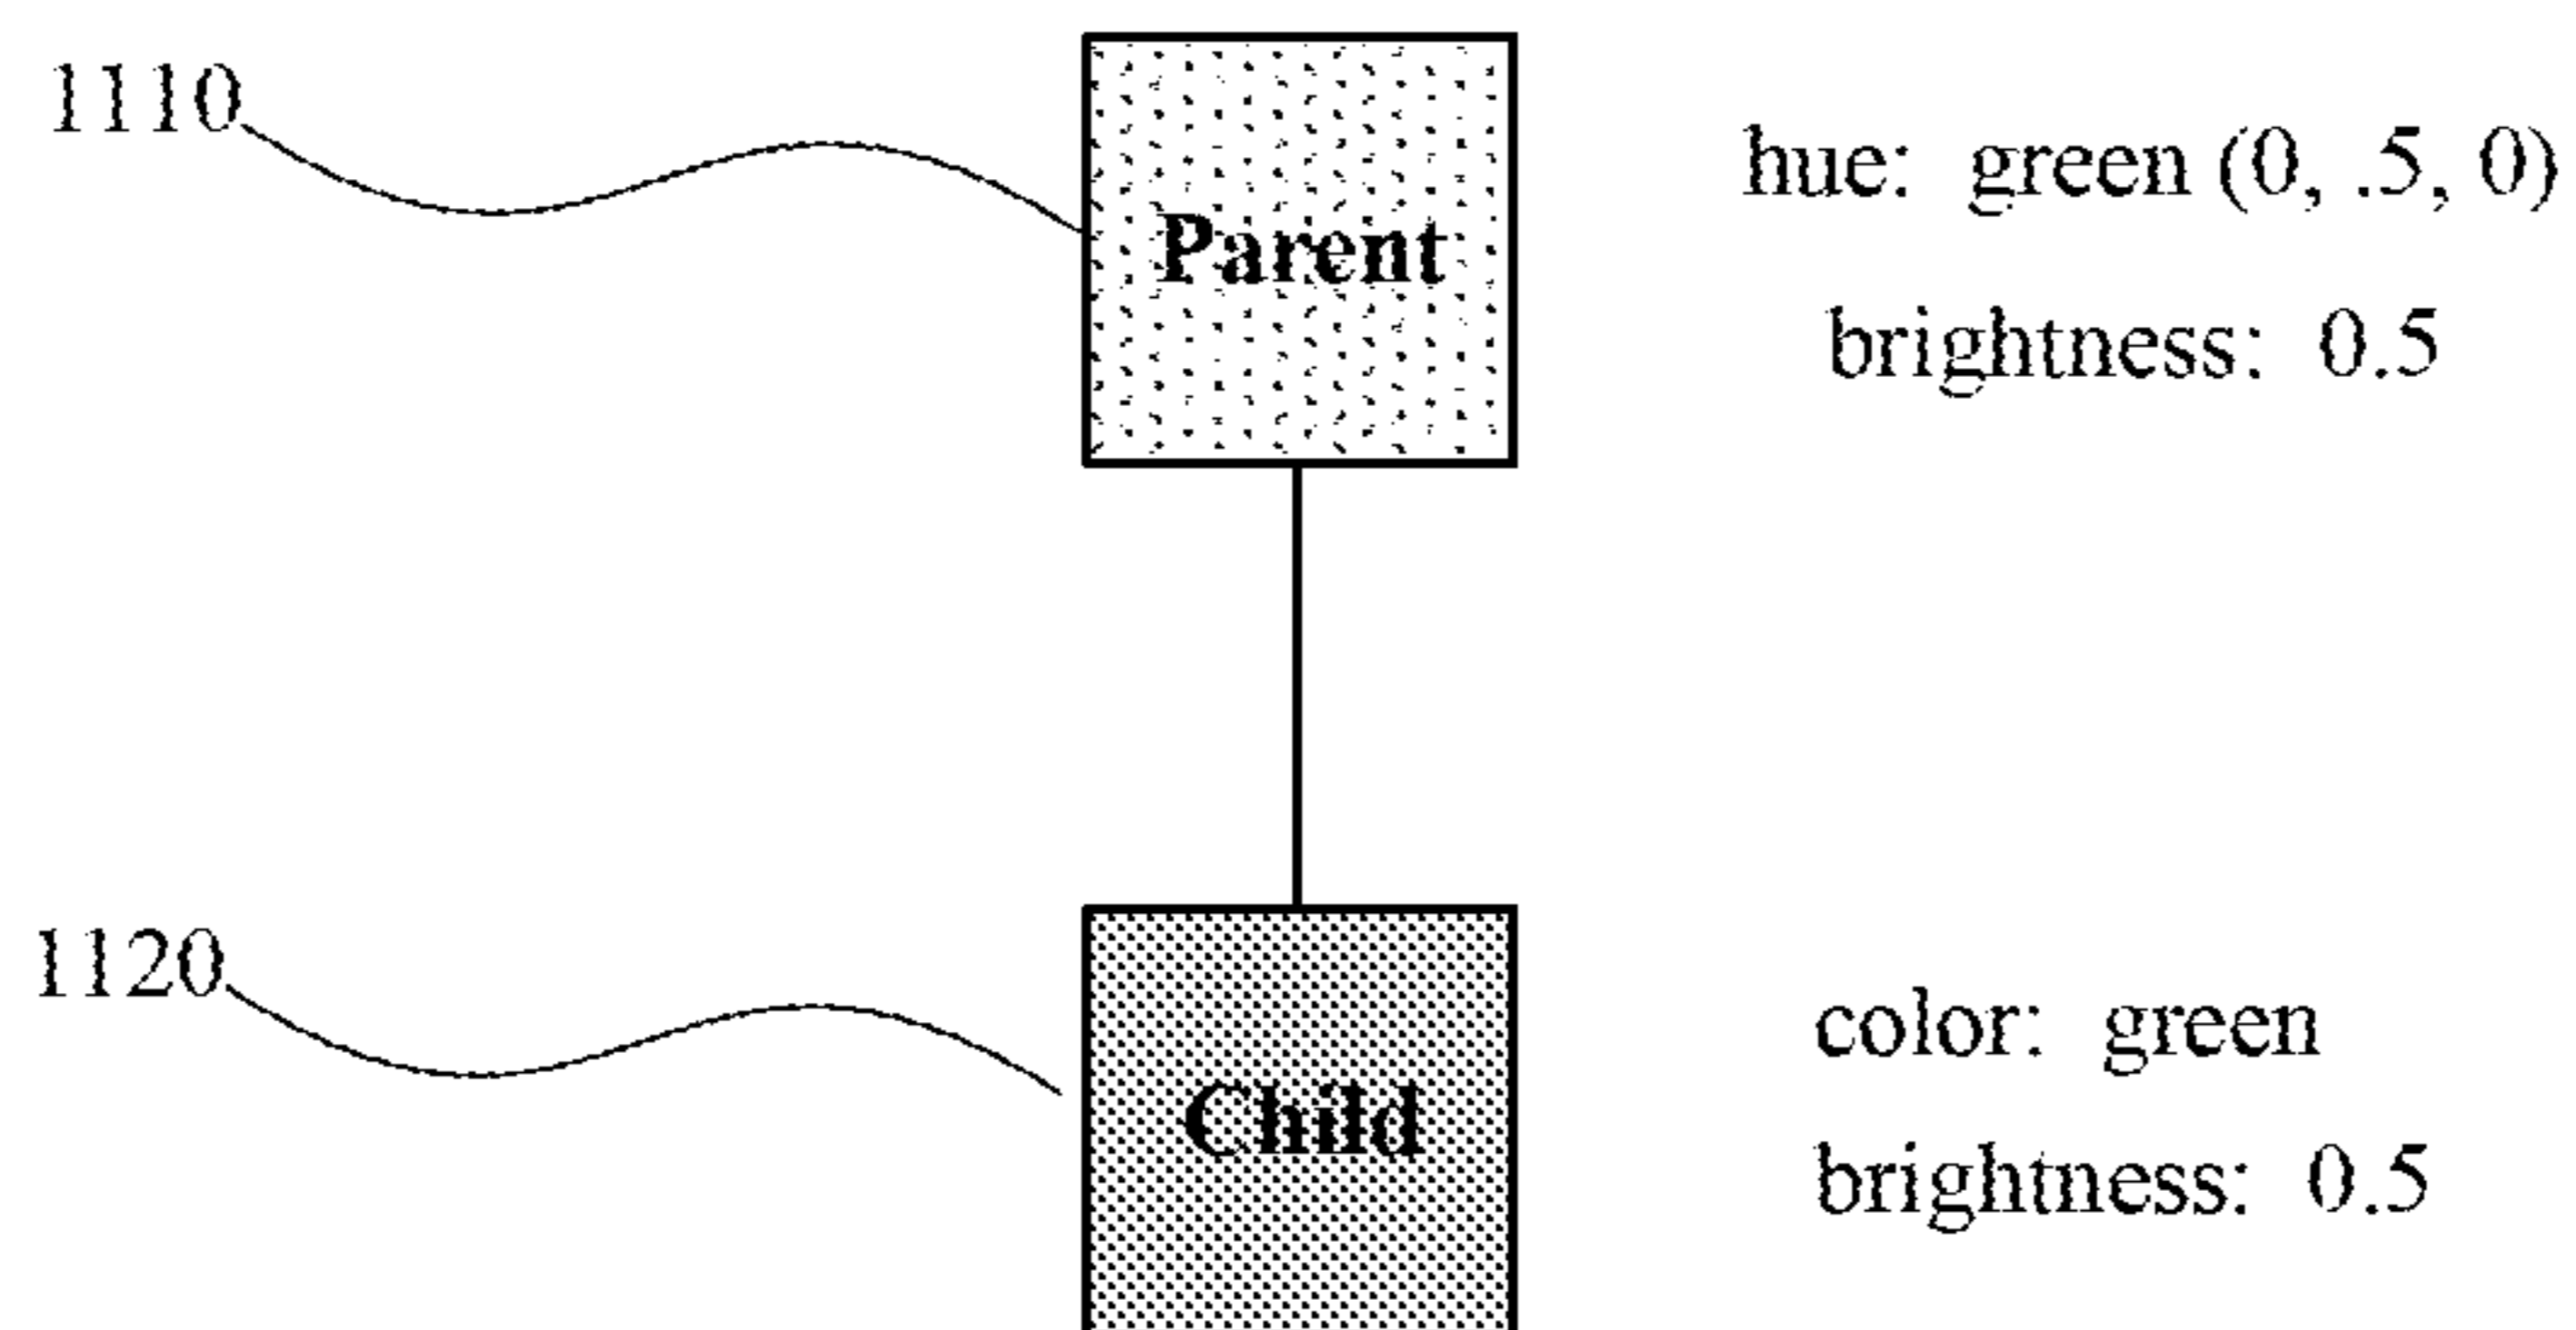 1110
Parent
hue: green (0, .5, 0)
brightness: 0.5
1120
Child
color: green
brightness: 0.5